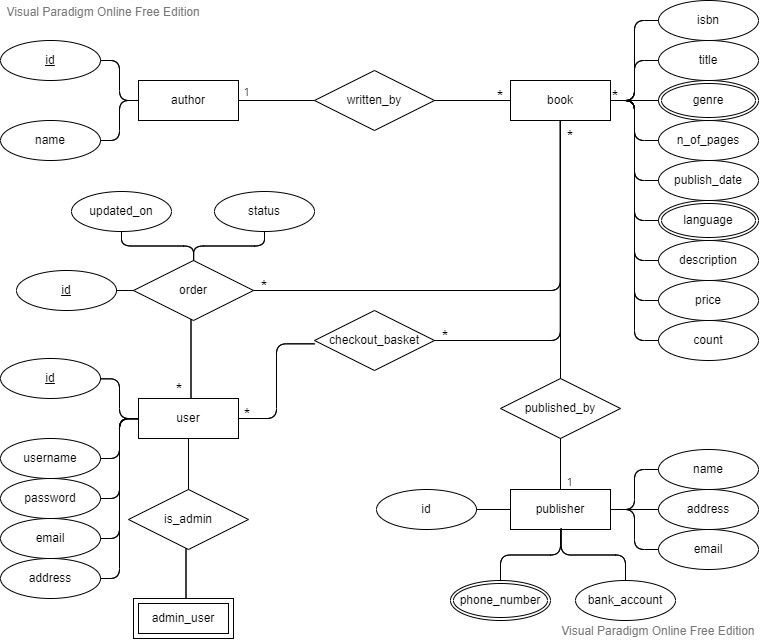 Visual Paradigm Online Free Edition
isbn
id
title
author
1
written_by
*
book
*
genre
name
*
n_of_pages
publish_date
updated_on
status
language
description
id
order
*
price
checkout_basket
*
count
id
*
user
*
published_by
username
name
password
1
id
publisher
address
is_admin
email
email
address
phone_number
bank_account
admin_user
Visual Paradigm Online Free Edition